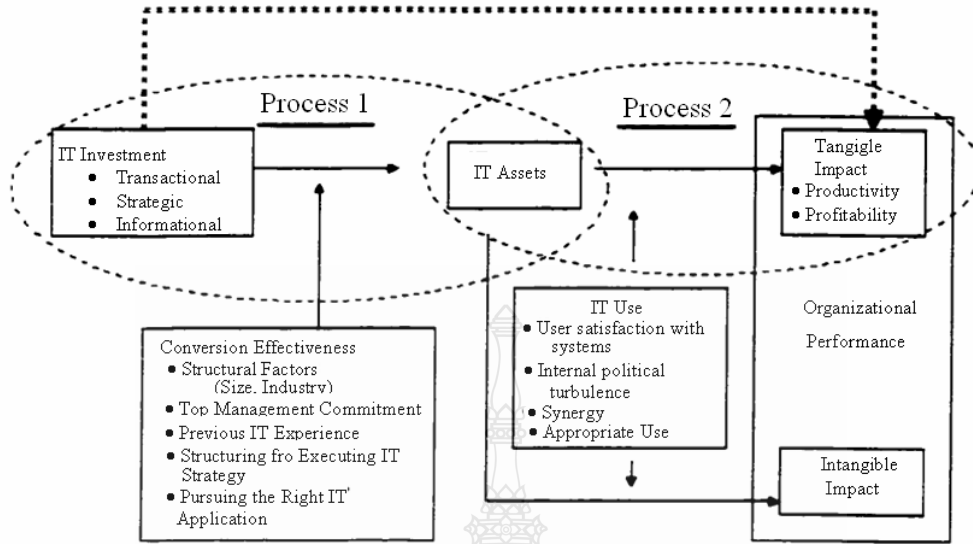 Process 1
Process 2
IT Investment
● Transactional
● Strategic
● Informational
IT Assets
Tangigle
Impact
● Productivity
● Profitability
Conversion Effectiveness
● Structural Factors
(Size, Industry)
● Top Management Commitment
● Previous IT Experience
● Structuring fro Executing IT
Strategy
● Pursuing the Right IT'
Application
IT Use
● User satisfaction with
systems
● Internal political
turbulence
● Synergy
● Appropriate Use
Organizational
Performance
Intangible
Impact